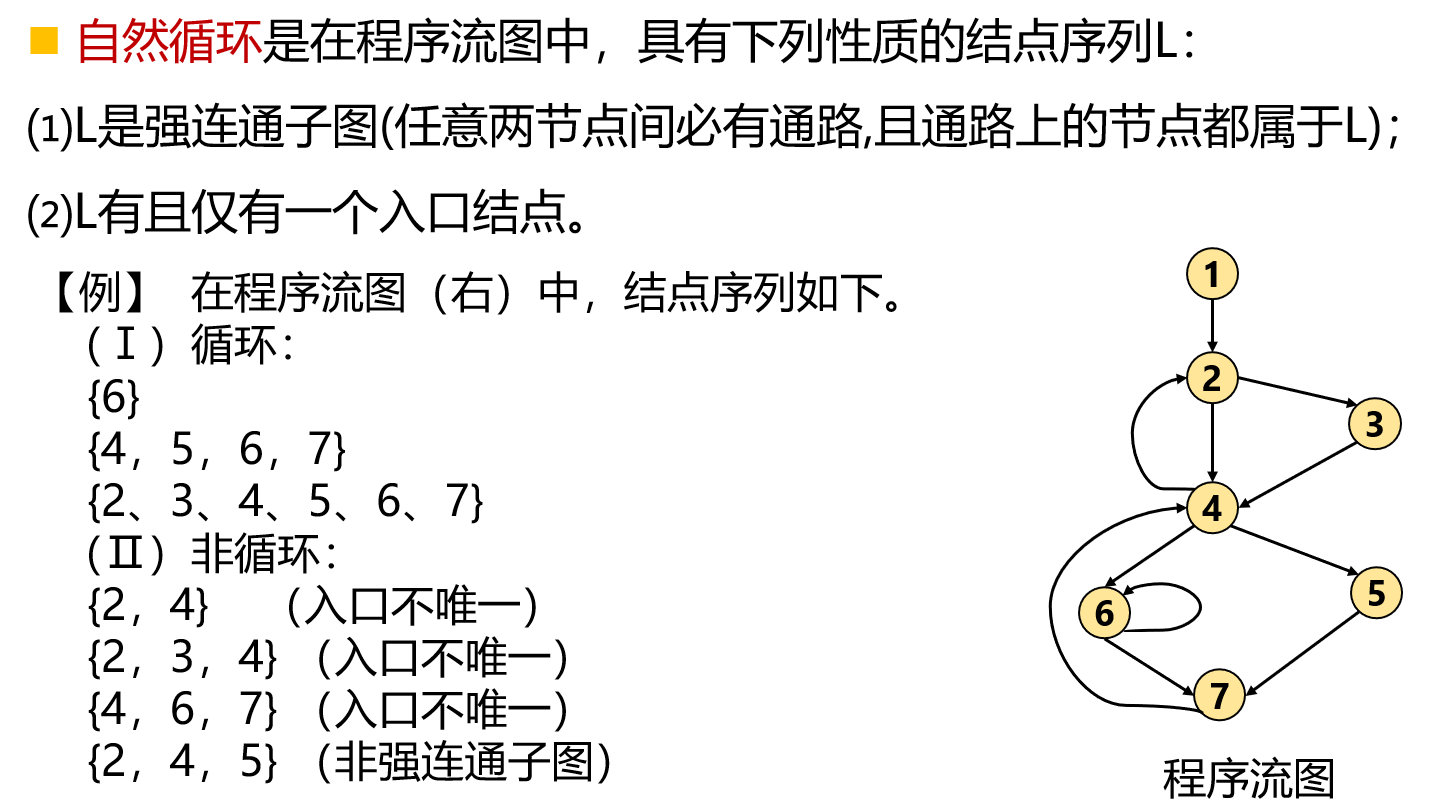 自然循环是在程序流图中，具有下列性质的结点序列L：
(1)L是强连通子图(任意两节点间必有通路,且通路上的节点都属于L)；
(2)L有且仅有一个入口结点。
【例】 在程序流图（右）中，结点序列如下。
（Ⅰ）循环：
{6}
{4，5，6，7}
{2、3、4、5、6、7}
（Ⅱ）非循环：
{2，4} （入口不唯一）
{2，3，4}（入口不唯一）
{4，6，7}（入口不唯一）
{2，4，5}（非强连通子图）
1
2
3
4
5
6
7
程序流图